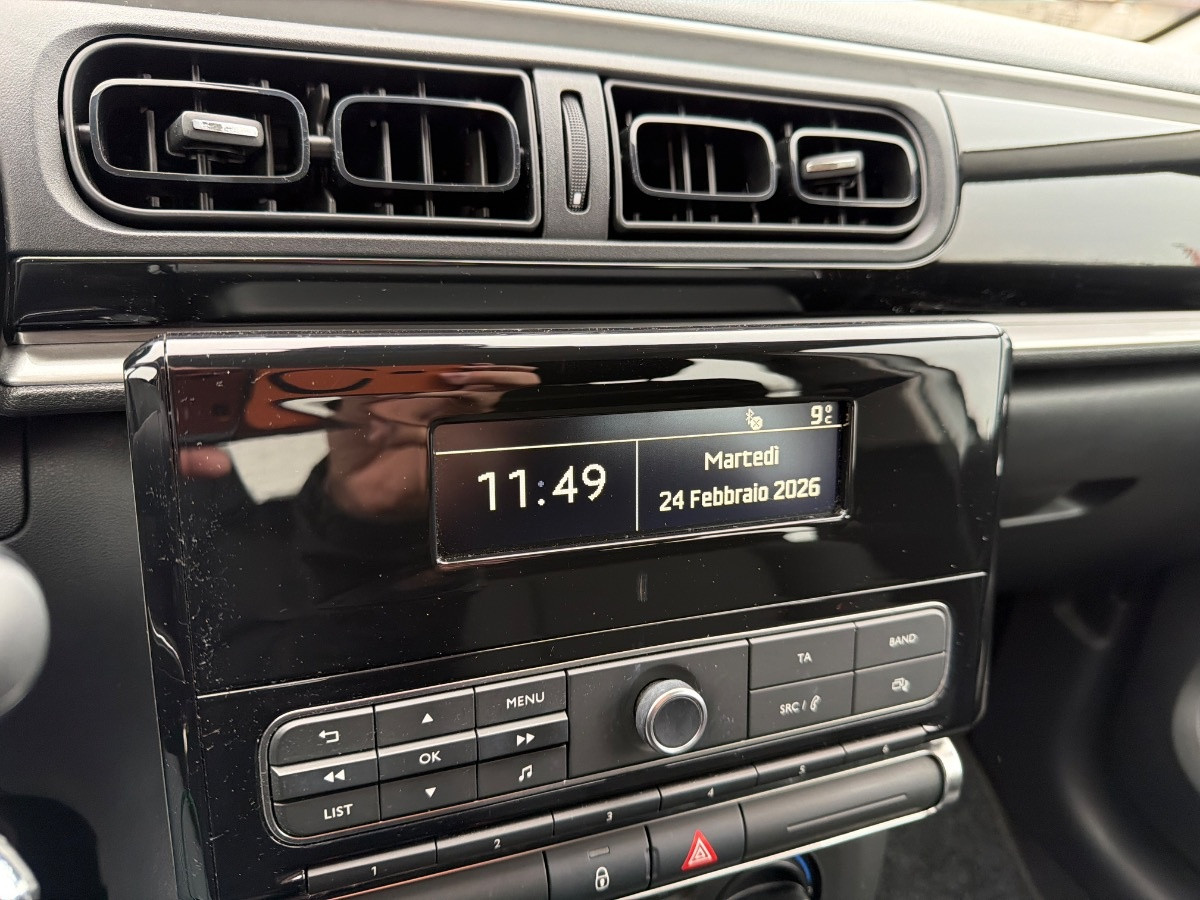 9°C
11:49
Martedì
24 Febbraio 2026
MENU
OK
LIST
TA
BAND
SRC /
1
2
3
4
5
6